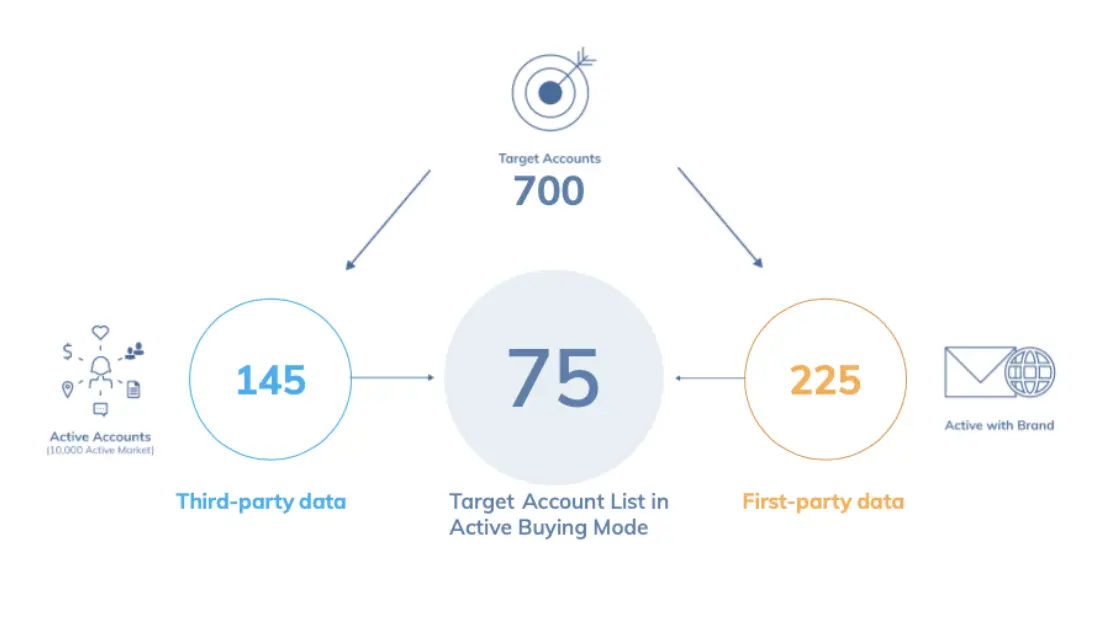 Target Accounts
700
145
75
225
Active Accounts
(10,000 Active Market)
Active with Brand
Third-party data
Target Account List in
Active Buying Mode
First-party data
$